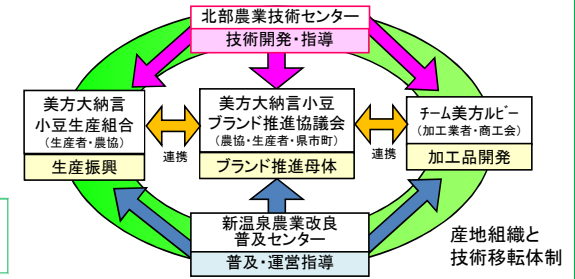 北部農業技術センター
技術開発・指導
美方大納言
小豆生産組合
（生産者・農協）
生産振興
連携
美方大納言小豆
ブランド推進協議会
（農協・生産者・県市町）
ブランド推進母体
連携
チーム美方ルビー
（加工業者・商工会）
加工品開発
新温泉農業改良
普及センター
普及・運営指導
産地組織と
技術移転体制